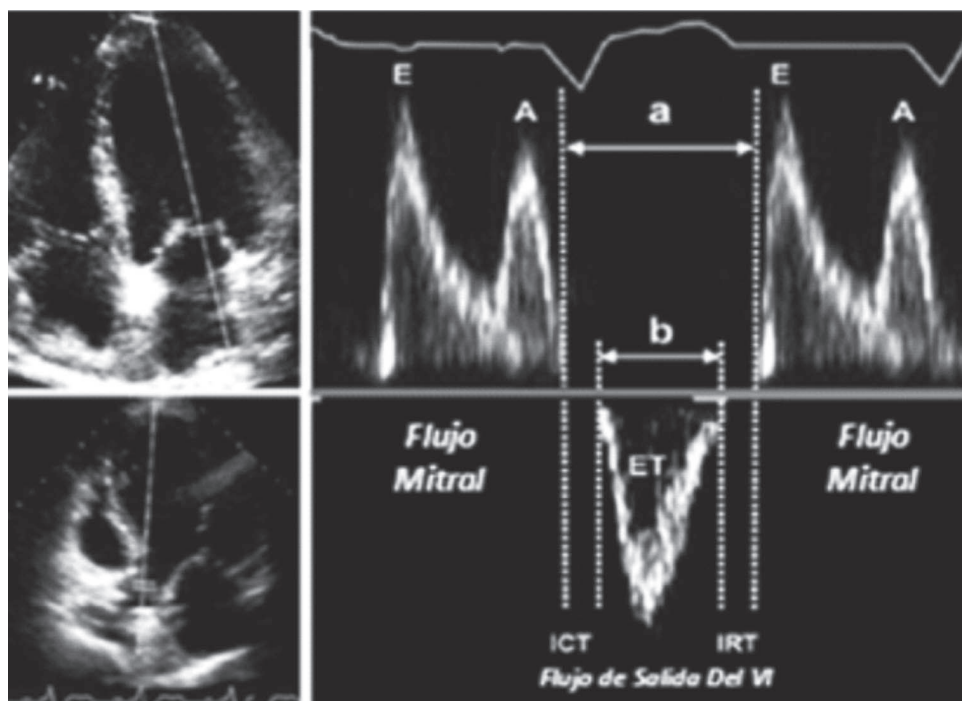 E
A
a
E
A
b
Flujo
Mitral
ET
Flujo
Mitral
ICT
IRT
Flujo de Salida Del VI